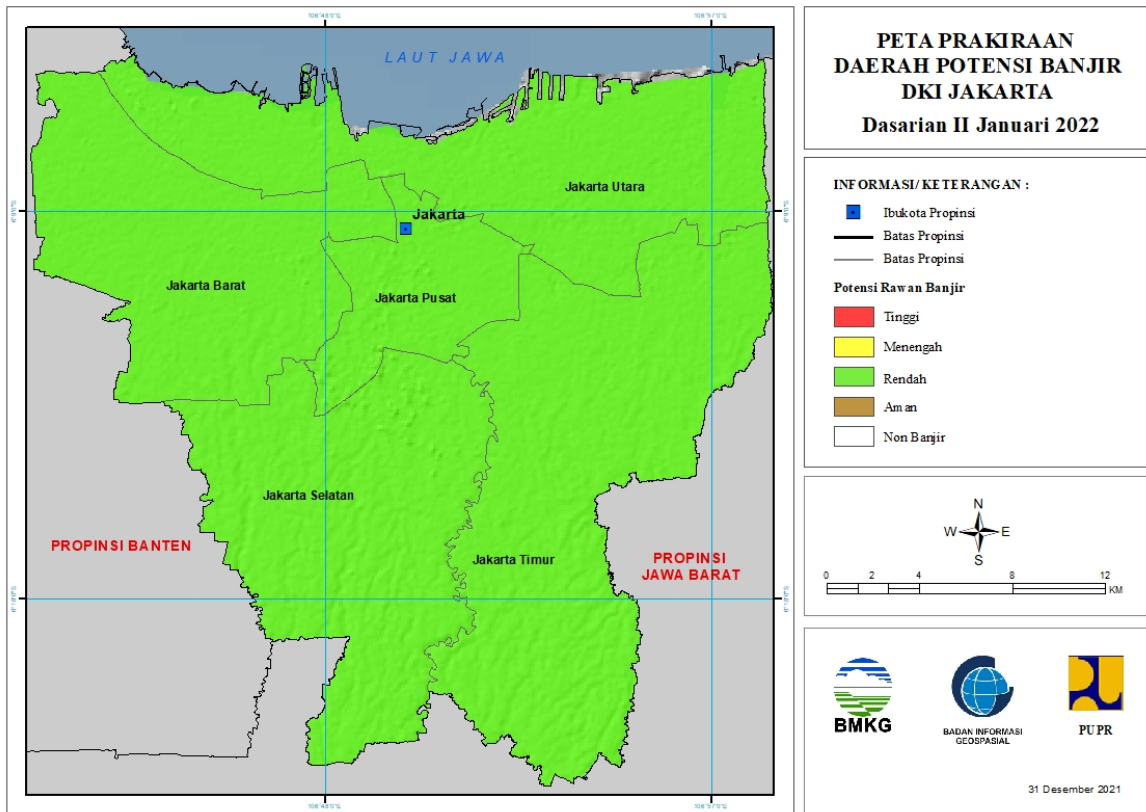 PETA PRAKIRAAN
DAERAH POTENSI BANJIR
DKI JAKARTA
Dasarian II Januari 2022
LAUT JAWA
Jakarta Utara
Jakarta
Jakarta Barat
Jakarta Pusat
Jakarta Selatan
Jakarta Timur
PROPINSI BANTEN
PROPINSI
JAWA BARAT
INFORMASI/KETERANGAN :
Ibukota Propinsi
Batas Propinsi
Batas Propinsi
Potensi Rawan Banjir
Tinggi
Menengah
Rendah
Aman
Non Banjir
N
W E
S
0 2 4 8 12
KM
BMKG
BADAN INFORMASI
GEOSPASIAL
PUPR
31 Desember 2021